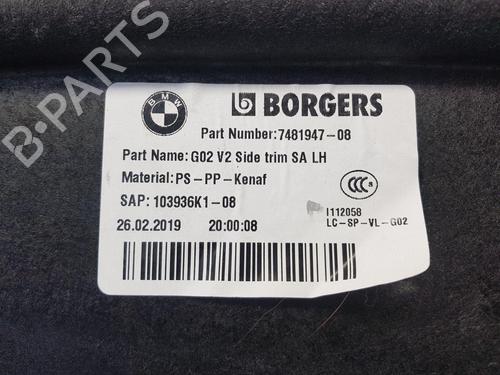 BMW
BORGERS
Part Number:7481947-08
Part Name:G02 V2 Side trim SA LH
Material:PS-PP-Kenaf
SAP:103936K1-08
26.02.2019 20:00:08
I112058
LC-SP-VL-G02